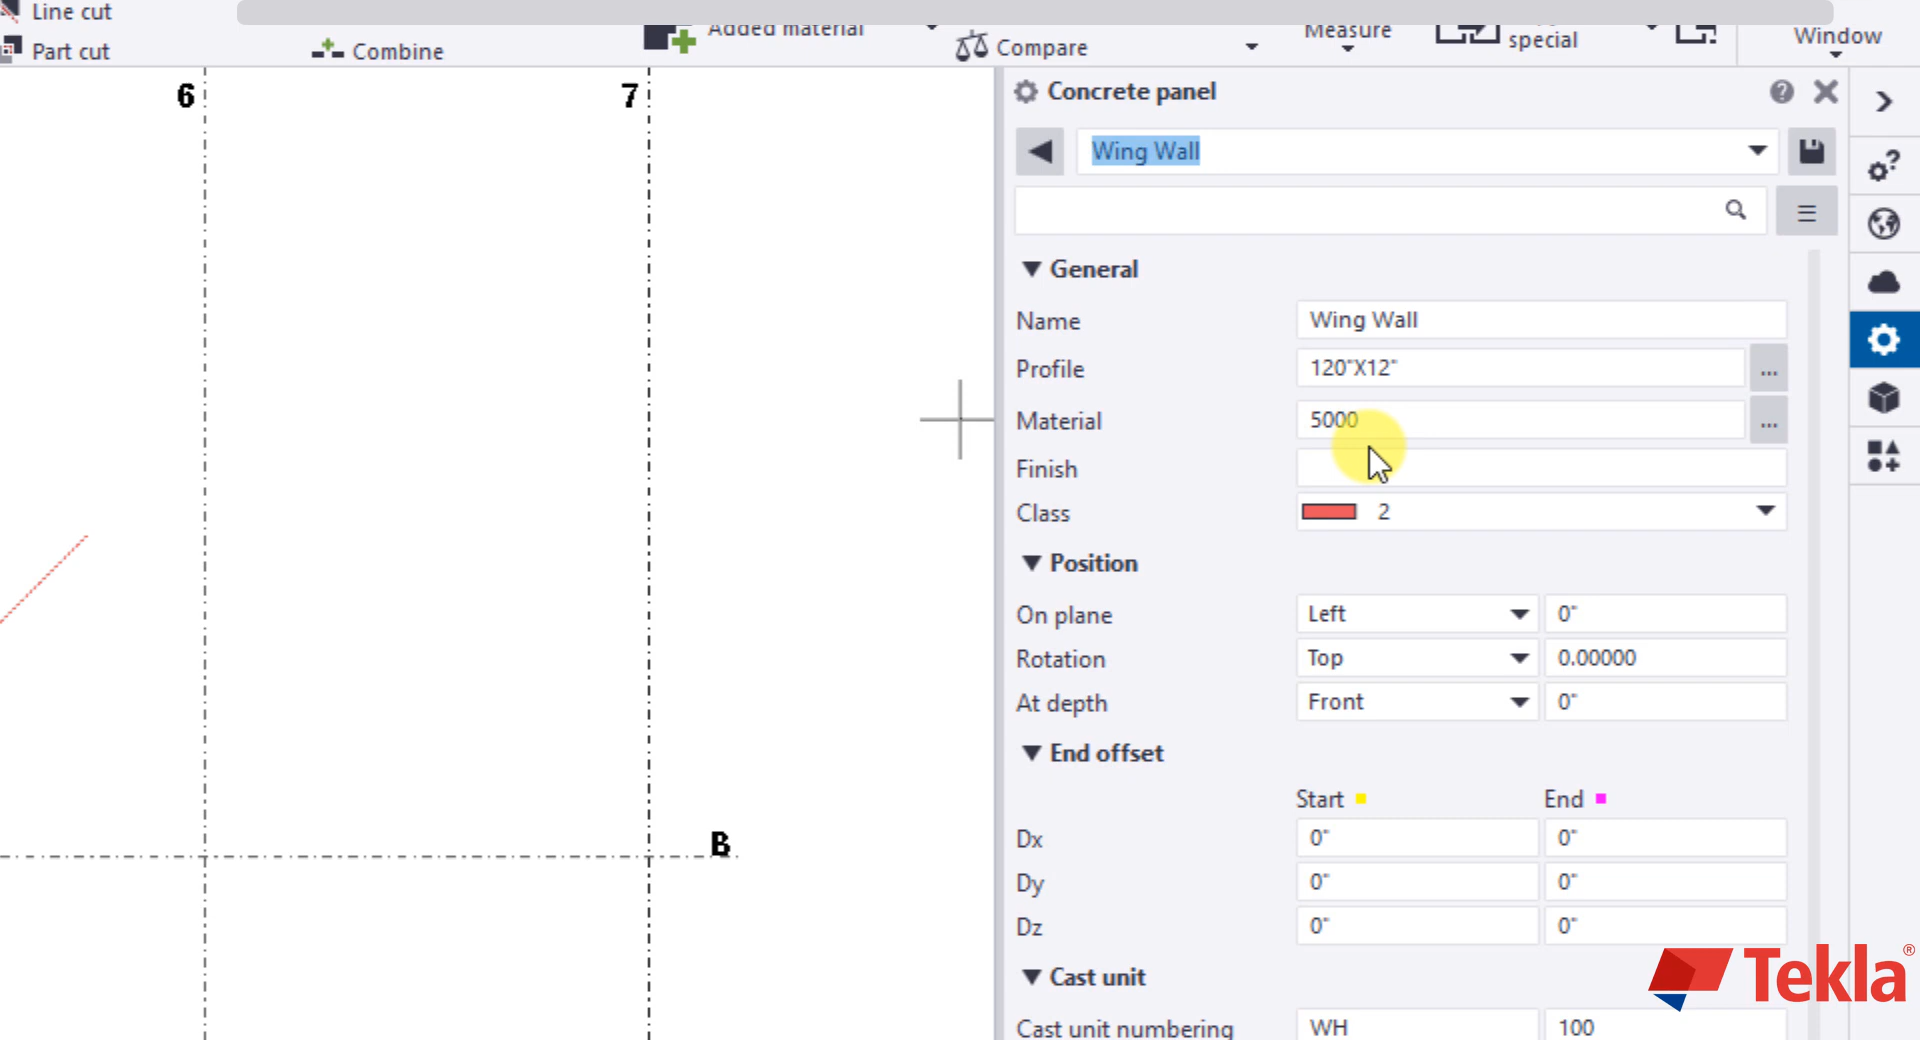 Line cut
Part cut
Combine
Added material
Compare
Measure
special
Window
6
7
B
Concrete panel
Wing Wall
General
Name Wing Wall
Profile 120"X12" ...
Material 5000 ...
Finish
Class 2
Position
On plane Left 0"
Rotation Top 0.00000
At depth Front 0"
End offset
Start End
Dx 0" 0"
Dy 0" 0"
Dz 0" 0"
Cast unit
Cast unit numbering WH 100
Tekla®